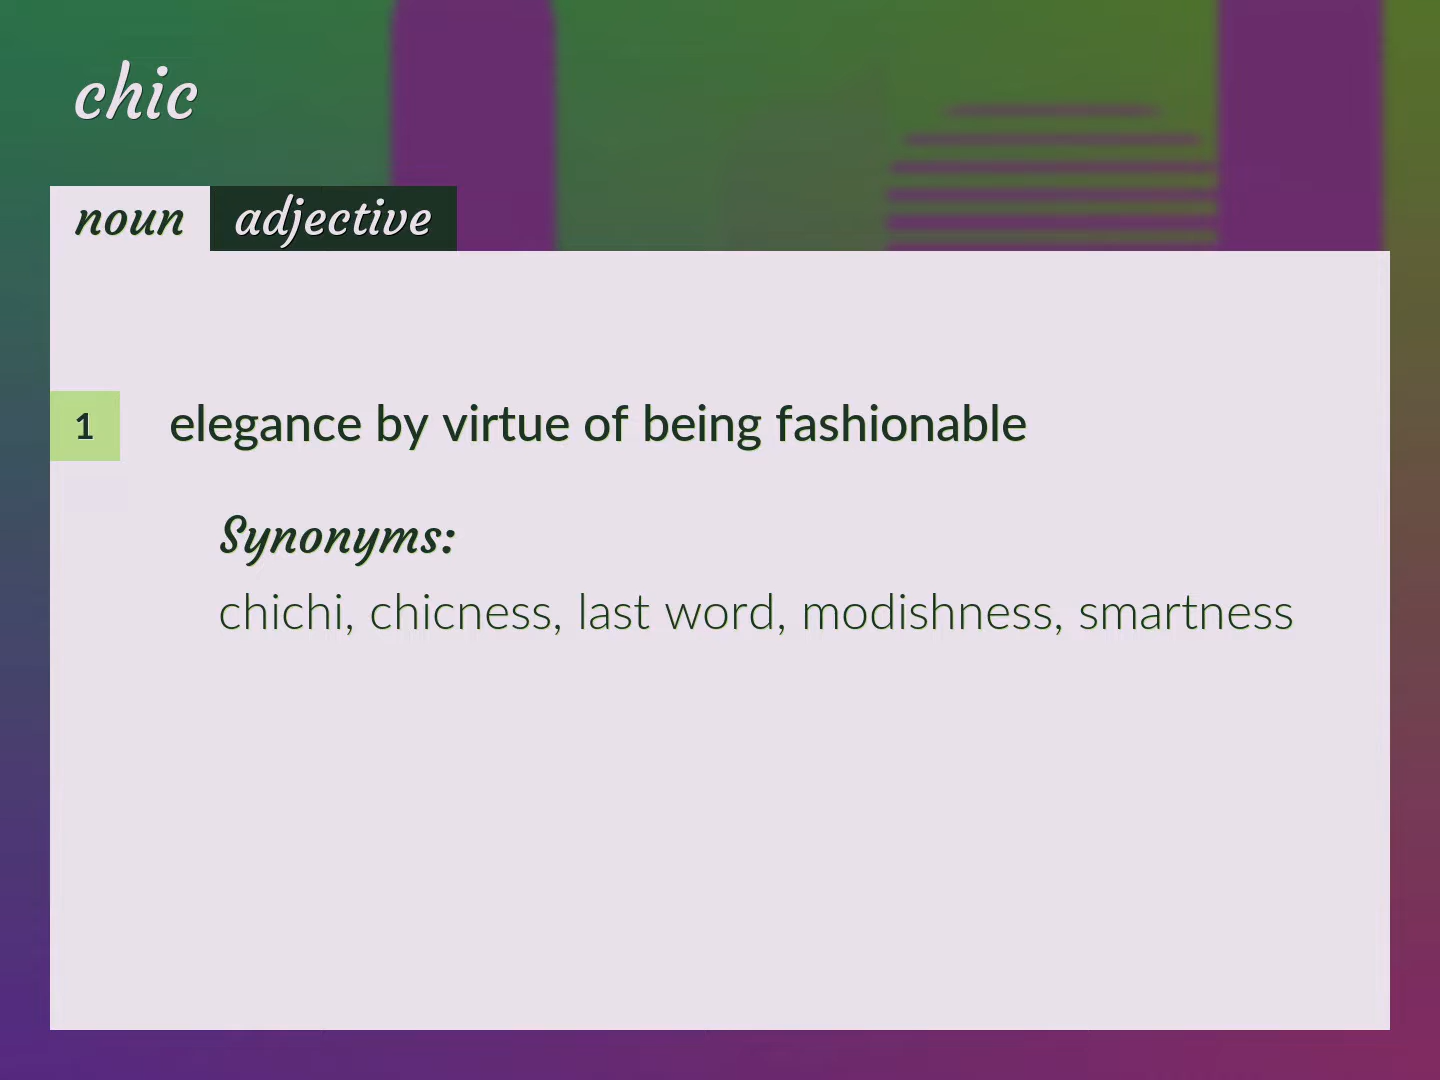 chic
noun adjective
1 elegance by virtue of being fashionable
Synonyms:
chichi, chicness, last word, modishness, smartness